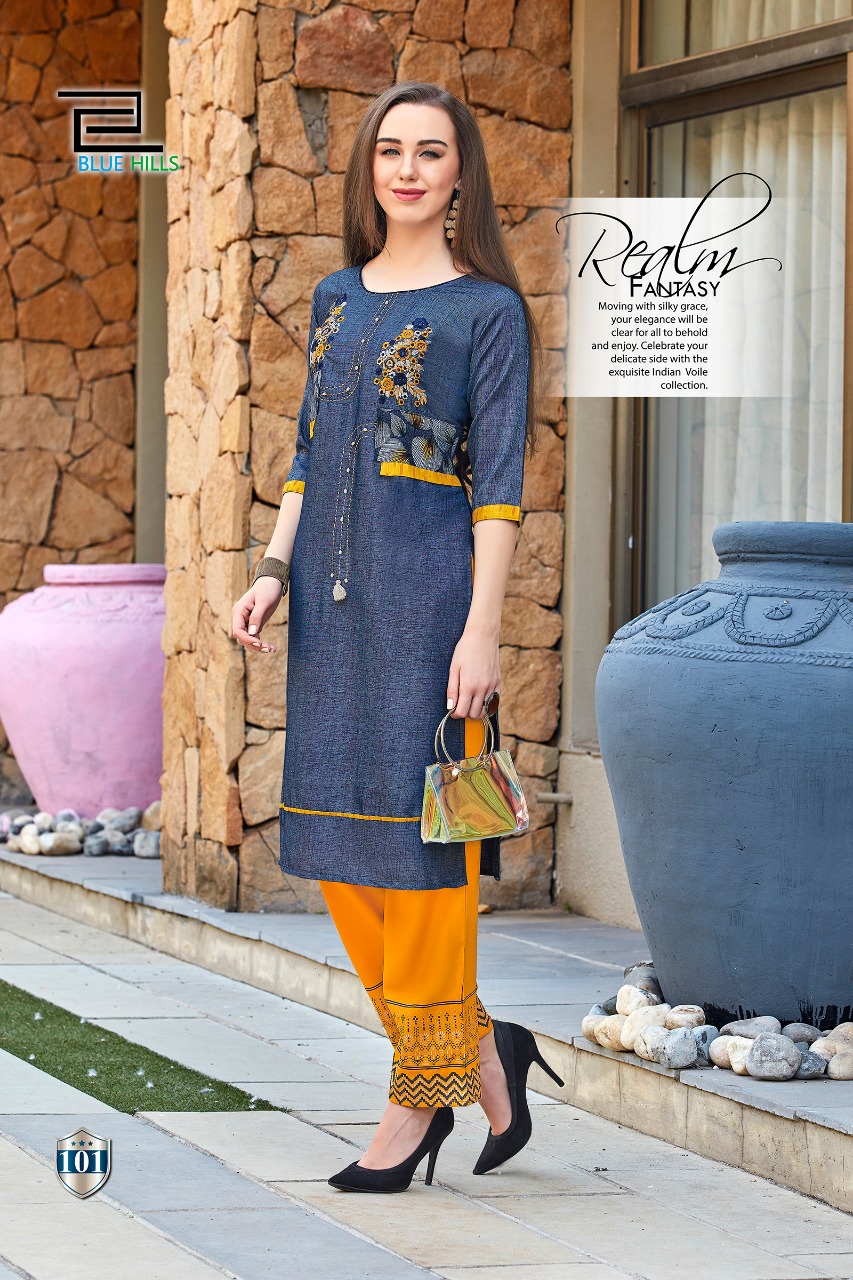 BLUE HILLS
Realm
FANTASY
Moving with silky grace,
your elegance will be
clear for all to behold
and enjoy. Celebrate your
delicate side with the
exquisite Indian Voile
collection.
101